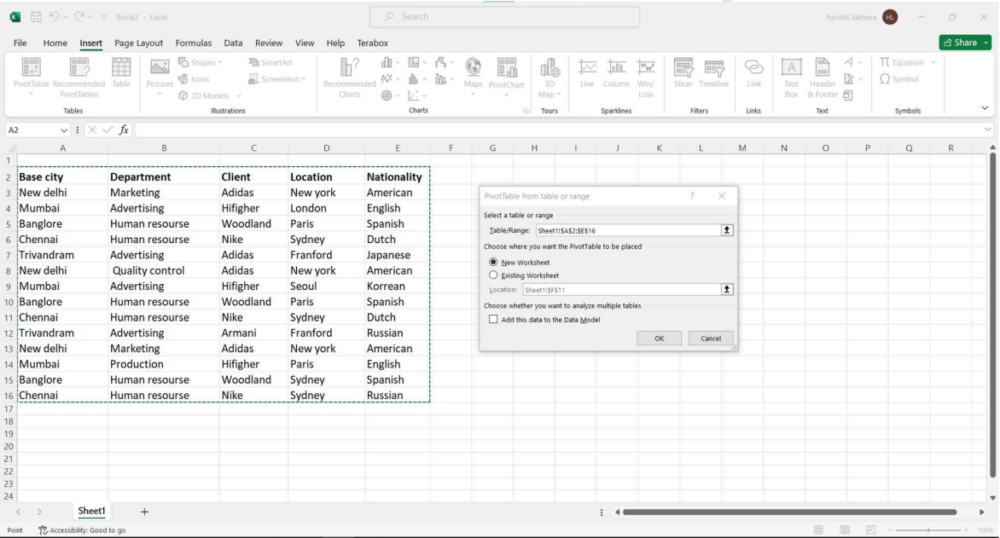 Book2 - Excel
Search
harshit lakhera HL
File Home Insert Page Layout Formulas Data Review View Help Terabox
Share
PivotTable Recommended PivotTables Table Pictures Shapes Icons 3D Models SmartArt Screenshot Recommended Charts Maps PivotChart 3D Map Line Column Win/Loss Slicer Timeline Link Text Box Header & Footer Equation Symbol
Tables Illustrations Charts Tours Sparklines Filters Links Text Symbols
A2 fx
A B C D E F G H I J K L M N O P Q R
1
2 Base city Department Client Location Nationality
3 New delhi Marketing Adidas New york American
4 Mumbai Advertising Hifigher London English
5 Banglore Human resourse Woodland Paris Spanish
6 Chennai Human resourse Nike Sydney Dutch
7 Trivandram Advertising Adidas Franford Japanese
8 New delhi Quality control Adidas New york American
9 Mumbai Advertising Hifigher Seoul Korrean
10 Banglore Human resourse Woodland Paris Spanish
11 Chennai Human resourse Nike Sydney Dutch
12 Trivandram Advertising Armani Franford Russian
13 New delhi Marketing Adidas New york American
14 Mumbai Production Hifigher Paris English
15 Banglore Human resourse Woodland Sydney Spanish
16 Chennai Human resourse Nike Sydney Russian
17
18
19
20
21
22
23
24
PivotTable from table or range ?
Select a table or range
Table/Range: Sheet1!$A$2:$E$16
Choose where you want the PivotTable to be placed
New Worksheet
Existing Worksheet
Location: Sheet1!$F$11
Choose whether you want to analyze multiple tables
Add this data to the Data Model
OK Cancel
Sheet1
Point Accessibility: Good to go 100%